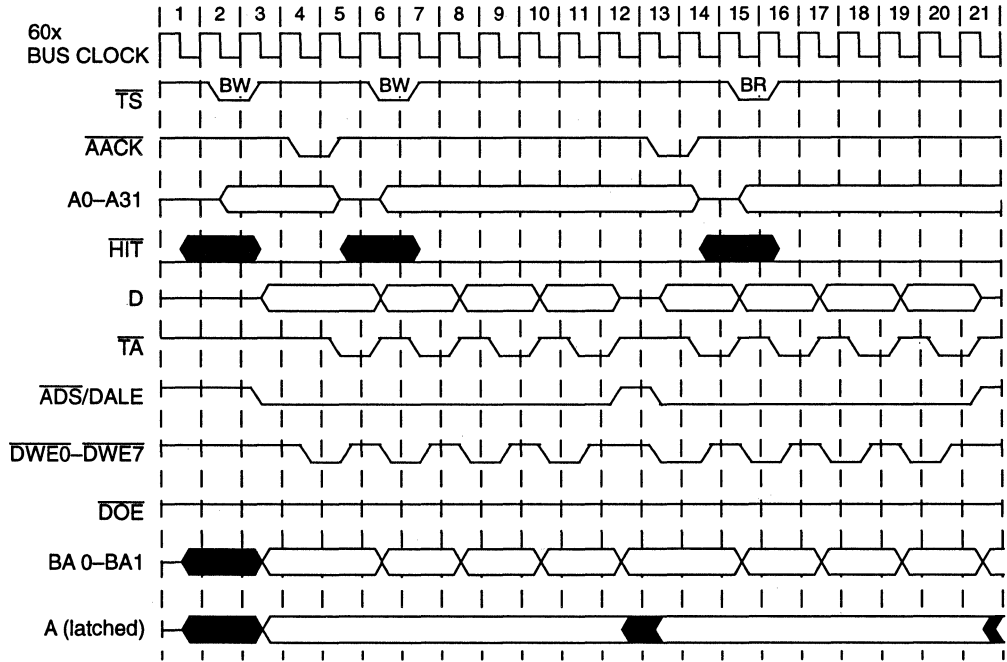 1 2 3 4 5 6 7 8 9 10 11 12 13 14 15 16 17 18 19 20 21
60x
BUS CLOCK
TS BW BW BR
AACK
A0–A31
HIT
D
TA
ADS/DALE
DWE0–DWE7
DOE
BA 0–BA1
A (latched)